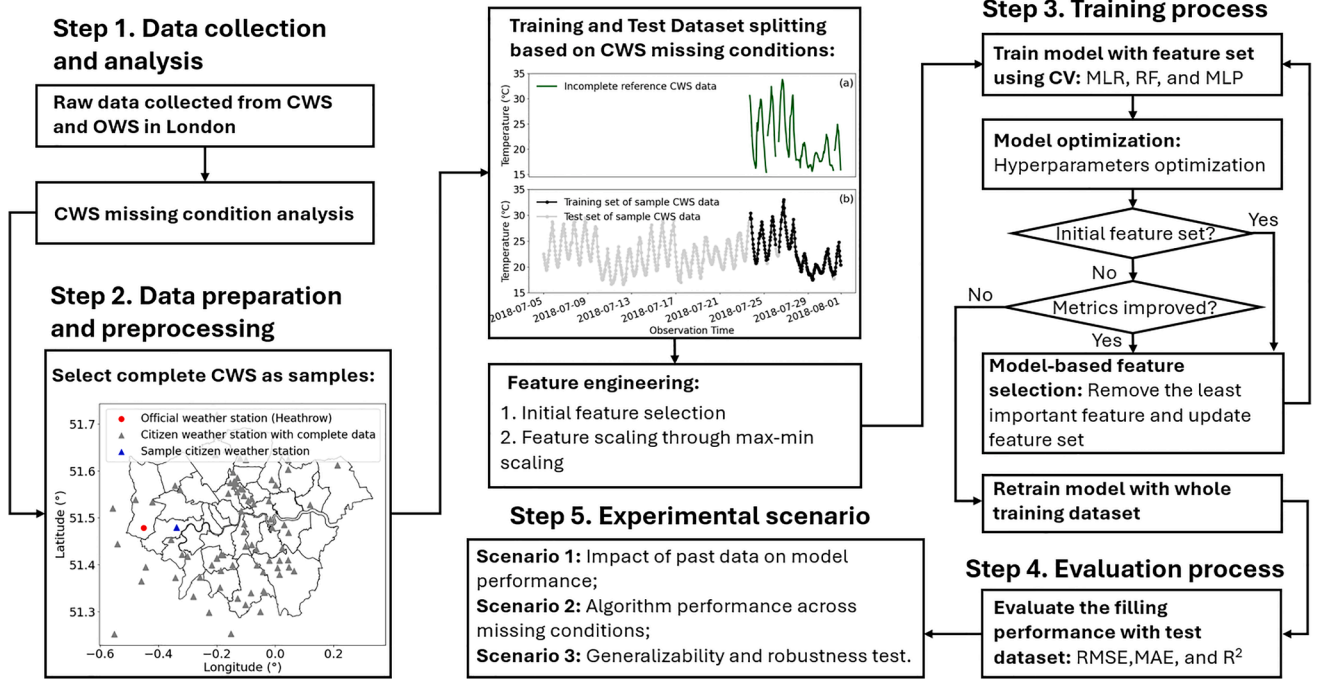 Step 1. Data collection
and analysis
Raw data collected from CWS
and OWS in London
CWS missing condition analysis
Step 2. Data preparation
and preprocessing
Select complete CWS as samples:
Official weather station (Heathrow)
Citizen weather station with complete data
Sample citizen weather station
51.7
51.6
51.5
51.4
51.3
Latitude (°)
−0.6
−0.4
−0.2
0.0
0.2
Longitude (°)
Training and Test Dataset splitting
based on CWS missing conditions:
(a)
Incomplete reference CWS data
35
30
25
20
15
Temperature (°C)
(b)
Training set of sample CWS data
Test set of sample CWS data
35
30
25
20
15
Temperature (°C)
2018-07-05
2018-07-09
2018-07-13
2018-07-17
2018-07-21
2018-07-25
2018-07-29
2018-08-01
Observation Time
Feature engineering:
1. Initial feature selection
2. Feature scaling through max-min
scaling
Step 3. Training process
Train model with feature set
using CV: MLR, RF, and MLP
Model optimization:
Hyperparameters optimization
Initial feature set?
Yes
No
Metrics improved?
No
Yes
Model-based feature
selection: Remove the least
important feature and update
feature set
Retrain model with whole
training dataset
Step 4. Evaluation process
Evaluate the filling
performance with test
dataset: RMSE,MAE, and R²
Step 5. Experimental scenario
Scenario 1: Impact of past data on model
performance;
Scenario 2: Algorithm performance across
missing conditions;
Scenario 3: Generalizability and robustness test.